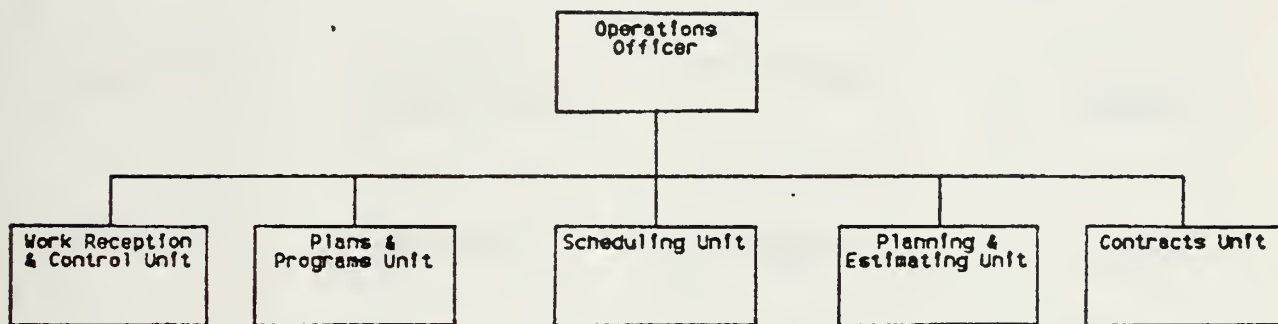 Operations
Officer
Work Reception
& Control Unit
Plans &
Programs Unit
Scheduling Unit
Planning &
Estimating Unit
Contracts Unit